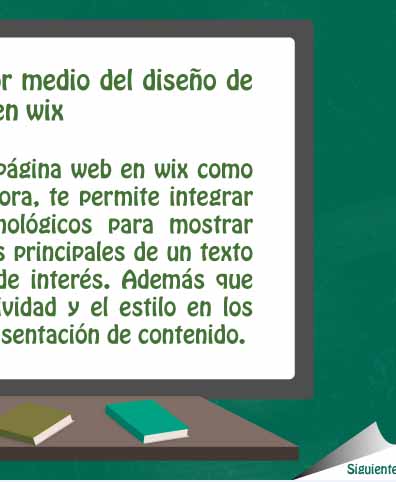 r medio del diseño de
en wix
página web en wix como
ora, te permite integrar
nológicos para mostrar
s principales de un texto
de interés. Además que
ividad y el estilo en los
sentación de contenido.
Siguiente